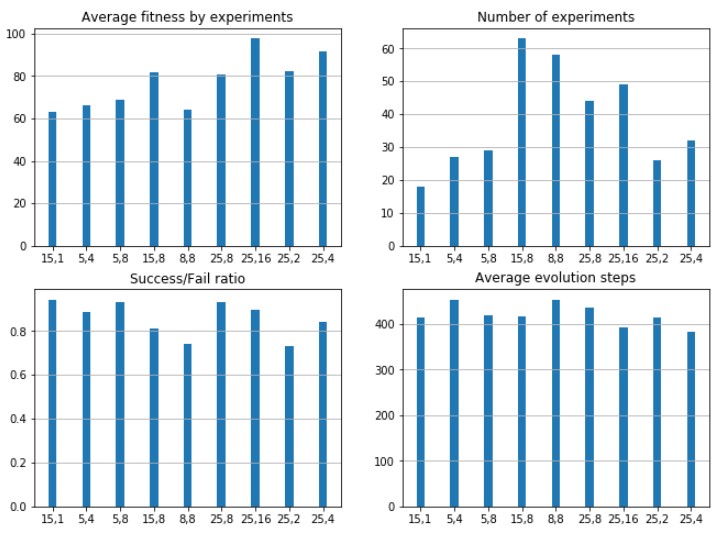 Average fitness by experiments
100
80
60
40
20
0
15,1 5,4 5,8 15,8 8,8 25,8 25,16 25,2 25,4
Number of experiments
60
50
40
30
20
10
0
15,1 5,4 5,8 15,8 8,8 25,8 25,16 25,2 25,4
Success/Fail ratio
0.8
0.6
0.4
0.2
0.0
15,1 5,4 5,8 15,8 8,8 25,8 25,16 25,2 25,4
Average evolution steps
400
300
200
100
0
15,1 5,4 5,8 15,8 8,8 25,8 25,16 25,2 25,4